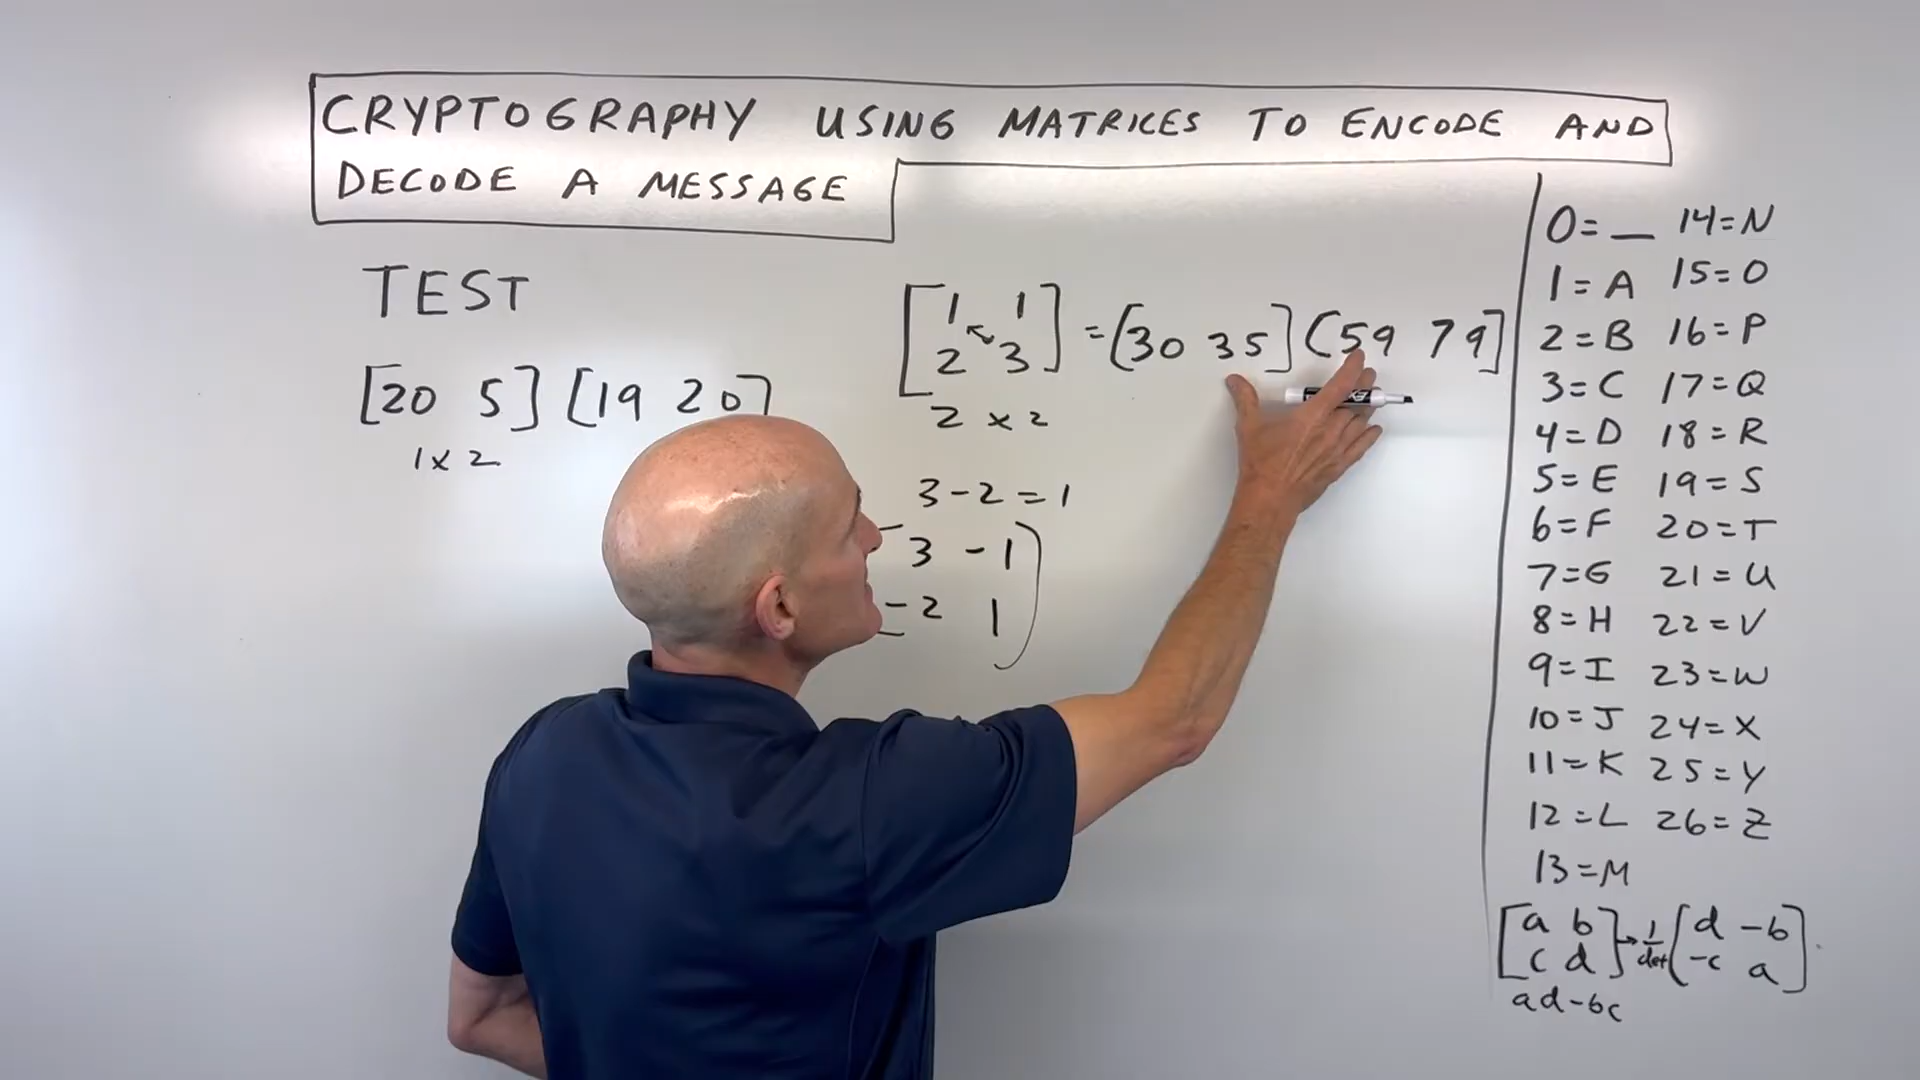 CRYPTOGRAPHY USING MATRICES TO ENCODE AND
DECODE A MESSAGE
TEST
[20 5] [19 20]
1x2
[1 1
2 3]
2x2
= [30 35] [59 79]
3-2=1
[3 -1
-2 1]
0=_ 14=N
1=A 15=O
2=B 16=P
3=C 17=Q
4=D 18=R
5=E 19=S
6=F 20=T
7=G 21=U
8=H 22=V
9=I 23=W
10=J 24=X
11=K 25=Y
12=L 26=Z
13=M
[a b → 1/det [d -b
c d] -c a]
ad-bc